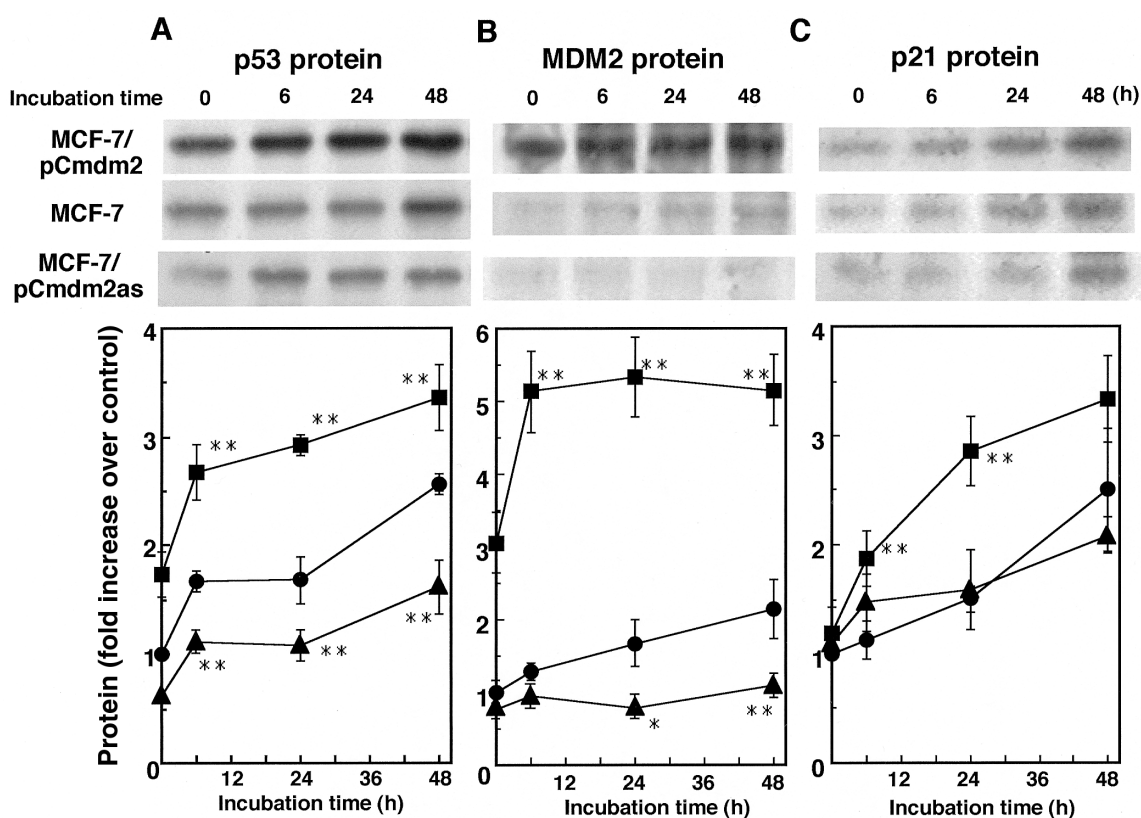 A B C
p53 protein MDM2 protein p21 protein
Incubation time 0 6 24 48 0 6 24 48 0 6 24 48 (h)
MCF-7/
pCmdm2
MCF-7
MCF-7/
pCmdm2as
Protein (fold increase over control)
4 6 4
** ** ** **
5
** **
3 3
4
**
**
2 3 2
**
2
** ** **
1 1 1
** *
0 0 0
12 24 36 48 12 24 36 48 12 24 36 48
Incubation time (h) Incubation time (h) Incubation time (h)